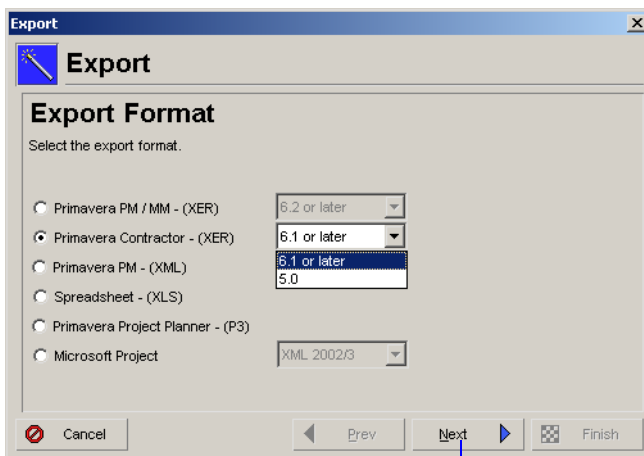 Export
Export
Export Format
Select the export format.
Primavera PM / MM - (XER) 6.2 or later
Primavera Contractor - (XER) 6.1 or later
6.1 or later
Primavera PM - (XML)
5.0
Spreadsheet - (XLS)
Primavera Project Planner - (P3)
Microsoft Project XML 2002/3
Cancel Prev Next Finish